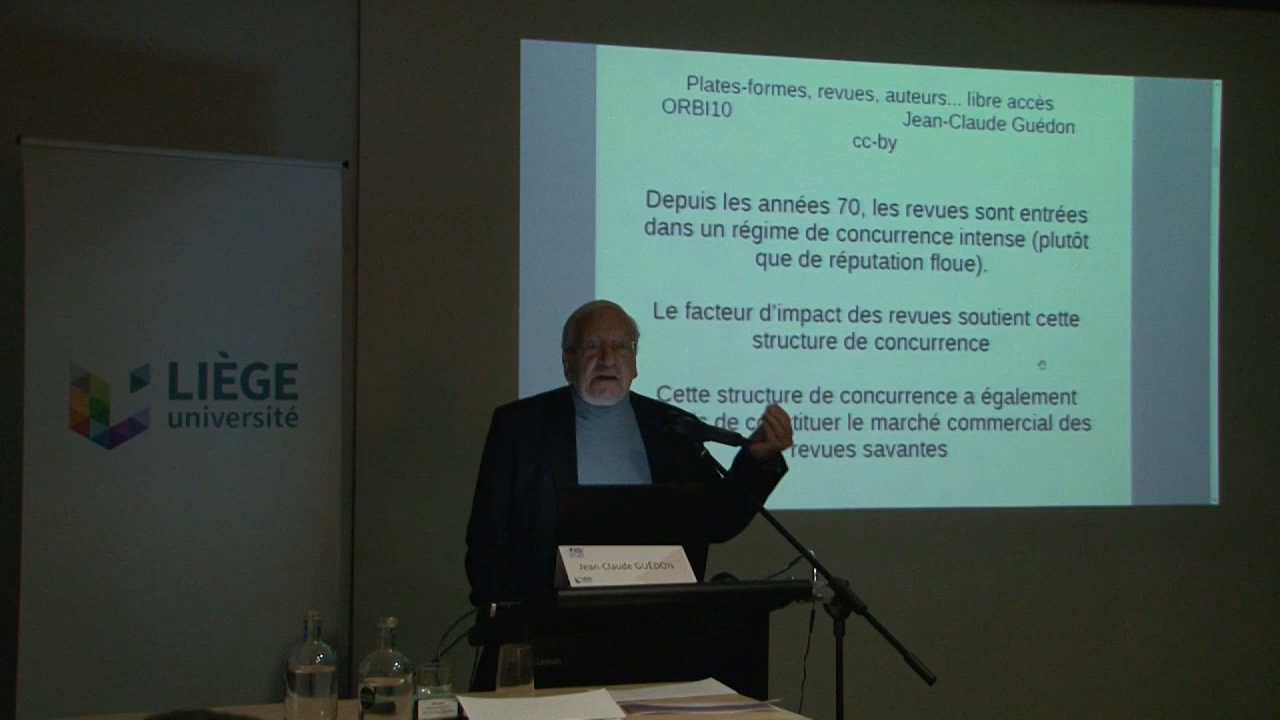 Plates-formes, revues, auteurs... libre accès
ORBI10 Jean-Claude Guédon
cc-by
Depuis les années 70, les revues sont entrées
dans un régime de concurrence intense (plutôt
que de réputation floue).
Le facteur d'impact des revues soutient cette
structure de concurrence
Cette structure de concurrence a également
de constituer le marché commercial des
revues savantes
LIÈGE
université
Jean-Claude GUÉDON
LIÈGE